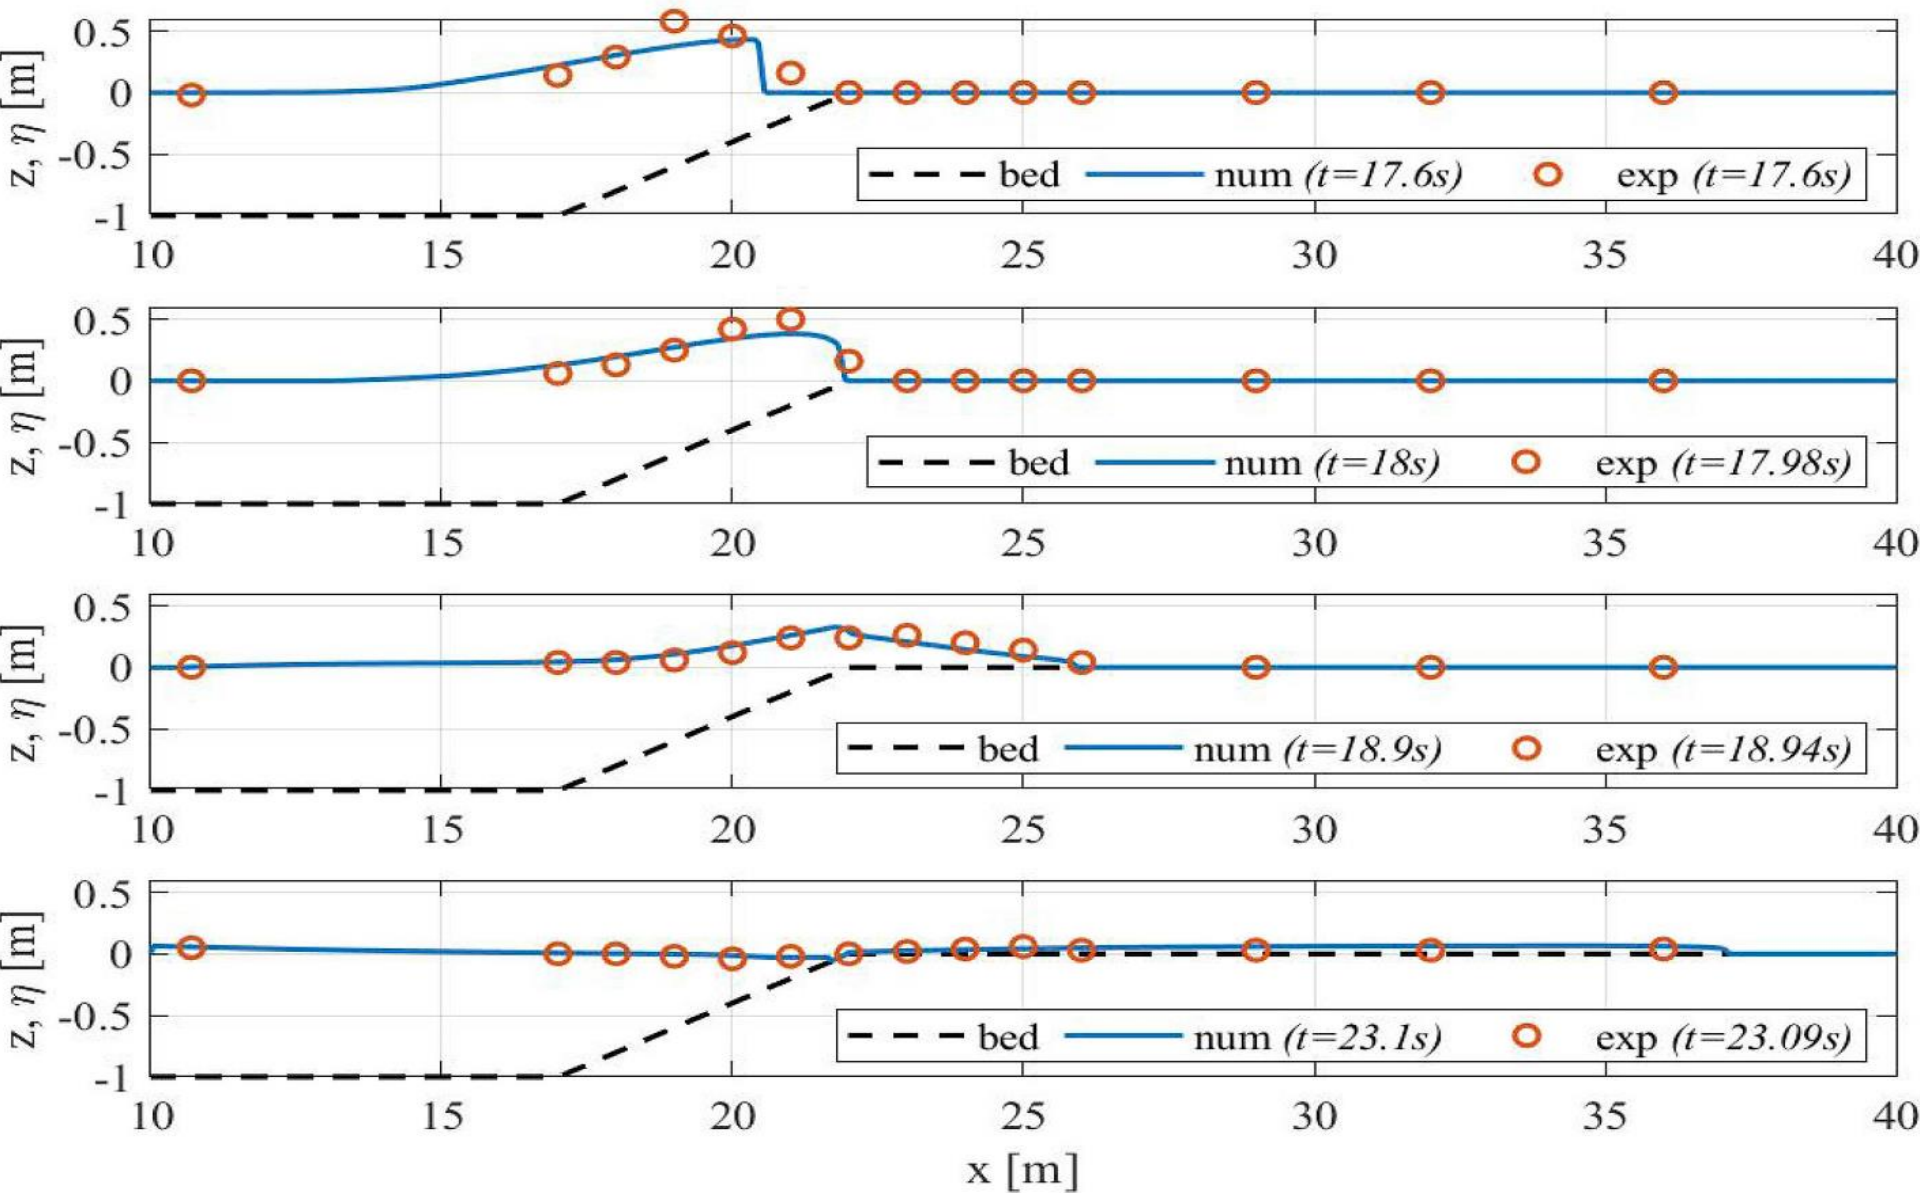 z, η [m]
0.5
0
-0.5
-1
bed num (t=17.6s) exp (t=17.6s)
10 15 20 25 30 35 40
z, η [m]
0.5
0
-0.5
-1
bed num (t=18s) exp (t=17.98s)
10 15 20 25 30 35 40
z, η [m]
0.5
0
-0.5
-1
bed num (t=18.9s) exp (t=18.94s)
10 15 20 25 30 35 40
z, η [m]
0.5
0
-0.5
-1
bed num (t=23.1s) exp (t=23.09s)
10 15 20 25 30 35 40
x [m]